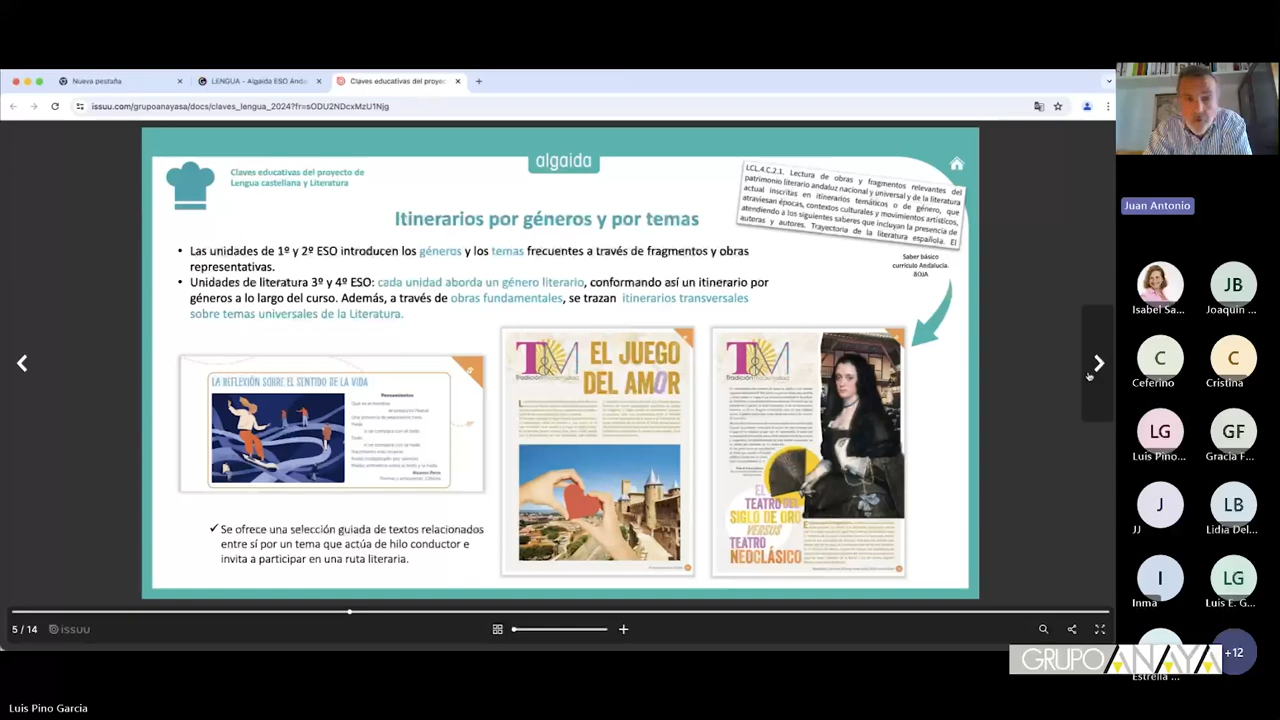 Nueva pestaña
LENGUA - Algaida ESO Anda
Claves educativas del proyec
issuu.com/grupoanayasa/docs/claves_lengua_2024?fr=sODU2NDcxMzU1Njg
algaida
Claves educativas del proyecto de
Lengua castellana y Literatura
LCL.4.C.2.1. Lectura de obras y fragmentos relevantes del
patrimonio literario andaluz nacional y universal y de la literatura
actual inscritas en itinerarios temáticos o de género, que
atraviesan épocas, contextos culturales y movimientos artísticos,
atendiendo a los siguientes saberes que incluyan la presencia de
autoras y autores. Trayectoria de la literatura española. El
Itinerarios por géneros y por temas
• Las unidades de 1º y 2º ESO introducen los géneros y los temas frecuentes a través de fragmentos y obras
representativas.
• Unidades de literatura 3º y 4º ESO: cada unidad aborda un género literario, conformando así un itinerario por
géneros a lo largo del curso. Además, a través de obras fundamentales, se trazan itinerarios transversales
sobre temas universales de la Literatura.
Saber básico
currículo Andalucía.
BOJA
LA REFLEXIÓN SOBRE EL SENTIDO DE LA VIDA
Pensamientos
T&M
Tradición
EL JUEGO
DEL AMOR
T&M
Tradición
EL
TEATRO DEL
SIGLO DE ORO
VERSUS
TEATRO
NEOCLÁSICO
✓ Se ofrece una selección guiada de textos relacionados
entre sí por un tema que actúa de hilo conductor e
invita a participar en una ruta literaria.
5 / 14
issuu
Juan Antonio
Isabel Sa...
JB
Joaquin ...
C
Ceferino
C
Cristina
LG
Luis Pino...
GF
Gracia F...
J
JJ
LB
Lidia Del...
I
Inma
LG
Luis E. G...
+12
Estrella ...
GRUPO ANAYA
Luis Pino Garcia